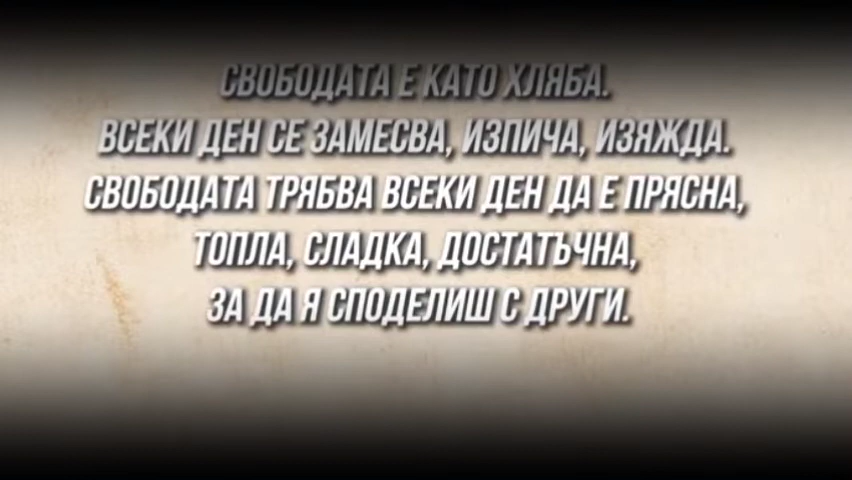 СВОБОДАТА Е КАТО ХЛЯБА.
ВСЕКИ ДЕН СЕ ЗАМЕСВА, ИЗПИЧА, ИЗЯЖДА.
СВОБОДАТА ТРЯБВА ВСЕКИ ДЕН ДА Е ПРЯСНА,
ТОПЛА, СЛАДКА, ДОСТАТЪЧНА,
ЗА ДА Я СПОДЕЛИШ С ДРУГИ.